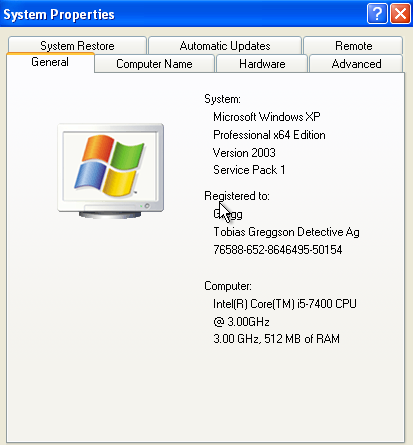 System Properties
System Restore
Automatic Updates
Remote
General
Computer Name
Hardware
Advanced
System:
Microsoft Windows XP
Professional x64 Edition
Version 2003
Service Pack 1
Registered to:
Tobias Greggson Detective Ag
76588-652-8646495-50154
Computer:
Intel(R) Core(TM) i5-7400 CPU
@ 3.00GHz
3.00 GHz, 512 MB of RAM